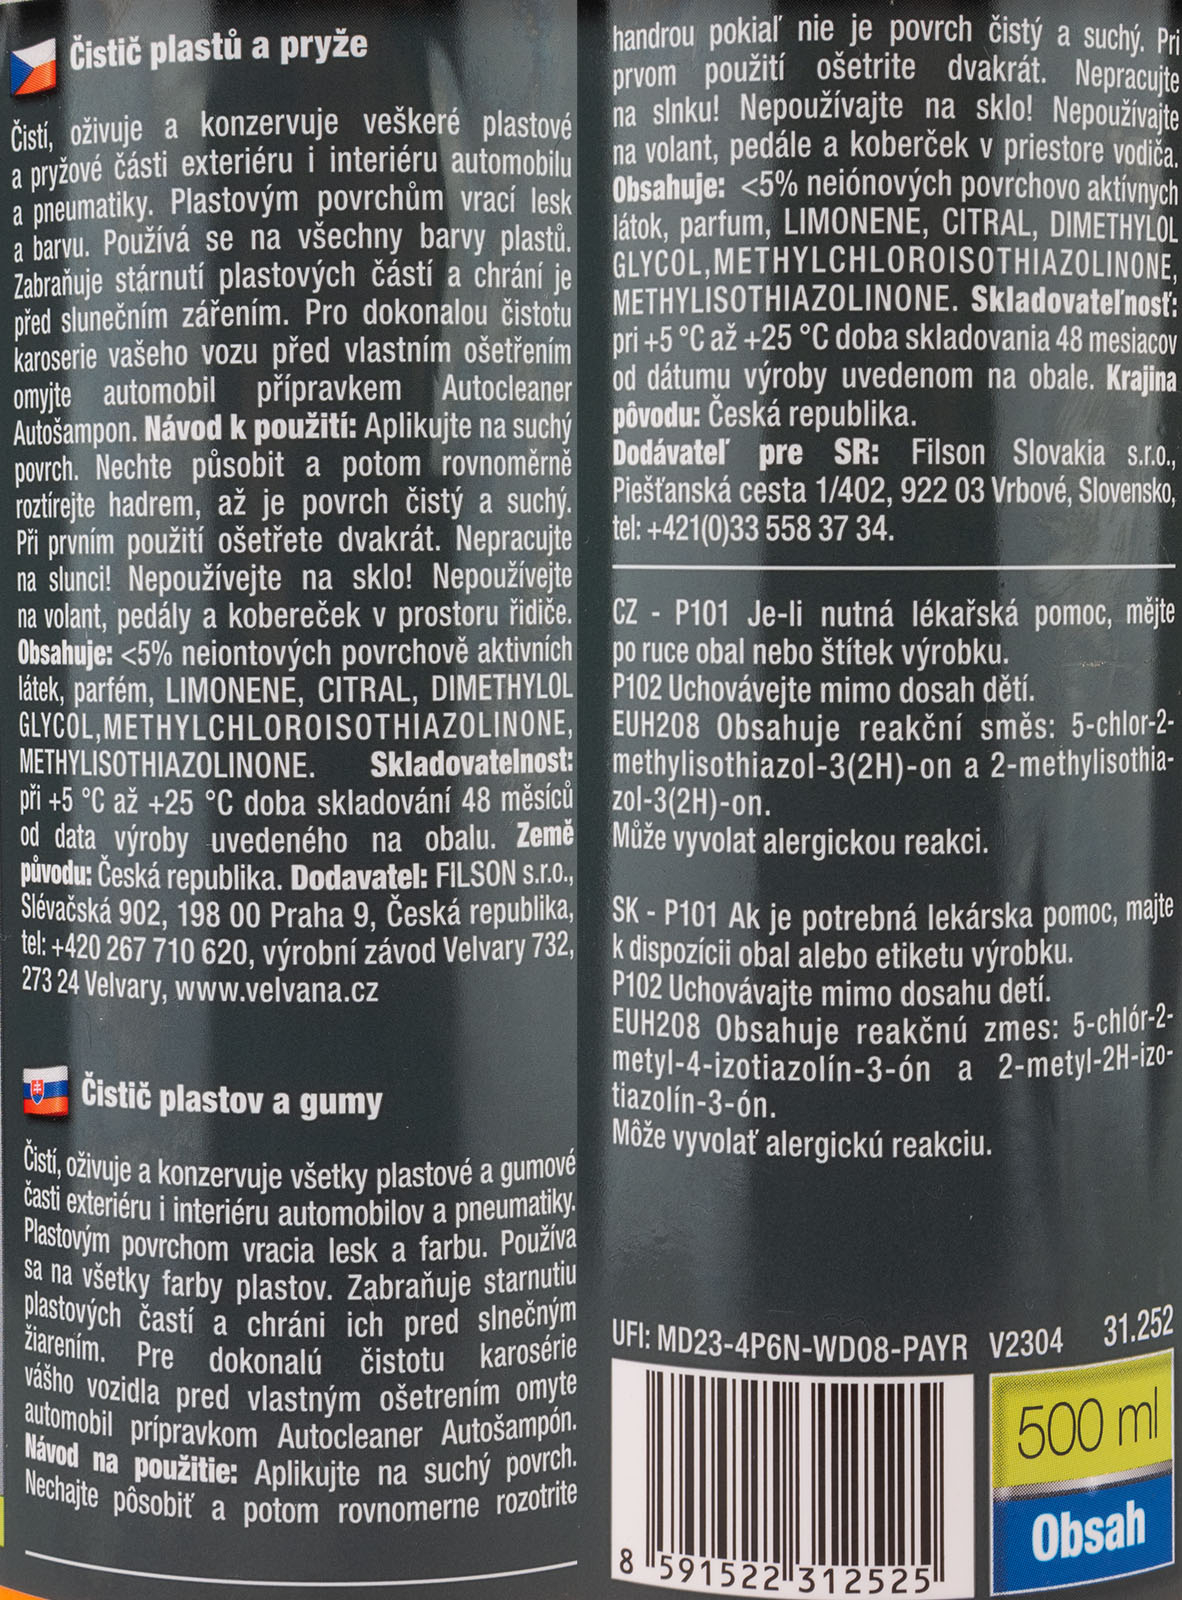 Čistič plastů a pryže
Čistí, oživuje a konzervuje veškeré plastové
a pryžové části exteriéru i interiéru automobilu
a pneumatiky. Plastovým povrchům vrací lesk
a barvu. Používá se na všechny barvy plastů.
Zabraňuje stárnutí plastových částí a chrání je
před slunečním zářením. Pro dokonalou čistotu
karoserie vašeho vozu před vlastním ošetřením
omyjte automobil přípravkem Autocleaner
Autošampon. Návod k použití: Aplikujte na suchý
povrch. Nechte působit a potom rovnoměrně
roztírejte hadrem, až je povrch čistý a suchý.
Při prvním použití ošetřete dvakrát. Nepracujte
na slunci! Nepoužívejte na sklo! Nepoužívejte
na volant, pedály a kobereček v prostoru řidiče.
Obsahuje: <5% neiontových povrchově aktivních
látek, parfém, LIMONENE, CITRAL, DIMETHYLOL
GLYCOL,METHYLCHLOROISOTHIAZOLINONE,
METHYLISOTHIAZOLINONE. Skladovatelnost:
při +5 °C až +25 °C doba skladování 48 měsíců
od data výroby uvedeného na obalu. Země
původu: Česká republika. Dodavatel: FILSON s.r.o.,
Slévačská 902, 198 00 Praha 9, Česká republika,
tel: +420 267 710 620, výrobní závod Velvary 732,
273 24 Velvary, www.velvana.cz
Čistič plastov a gumy
Čistí, oživuje a konzervuje všetky plastové a gumové
časti exteriéru i interiéru automobilov a pneumatiky.
Plastovým povrchom vracia lesk a farbu. Používa
sa na všetky farby plastov. Zabraňuje starnutiu
plastových častí a chráni ich pred slnečným
žiarením. Pre dokonalú čistotu karosérie
vášho vozidla pred vlastným ošetrením omyte
automobil prípravkom Autocleaner Autošampón.
Návod na použitie: Aplikujte na suchý povrch.
Nechajte pôsobiť a potom rovnomerne rozotrite
handrou pokiaľ nie je povrch čistý a suchý. Pri
prvom použití ošetrite dvakrát. Nepracujte
na slnku! Nepoužívajte na sklo! Nepoužívajte
na volant, pedále a koberček v priestore vodiča.
Obsahuje: <5% neiónových povrchovo aktívnych
látok, parfum, LIMONENE, CITRAL, DIMETHYLOL
GLYCOL,METHYLCHLOROISOTHIAZOLINONE,
METHYLISOTHIAZOLINONE. Skladovateľnosť:
pri +5 °C až +25 °C doba skladovania 48 mesiacov
od dátumu výroby uvedenom na obale. Krajina
pôvodu: Česká republika.
Dodávateľ pre SR: Filson Slovakia s.r.o.,
Piešťanská cesta 1/402, 922 03 Vrbové, Slovensko,
tel: +421(0)33 558 37 34.
CZ - P101 Je-li nutná lékařská pomoc, mějte
po ruce obal nebo štítek výrobku.
P102 Uchovávejte mimo dosah dětí.
EUH208 Obsahuje reakční směs: 5-chlor-2-
methylisothiazol-3(2H)-on a 2-methylisothia-
zol-3(2H)-on.
Může vyvolat alergickou reakci.
SK - P101 Ak je potrebná lekárska pomoc, majte
k dispozícii obal alebo etiketu výrobku.
P102 Uchovávajte mimo dosahu detí.
EUH208 Obsahuje reakčnú zmes: 5-chlór-2-
metyl-4-izotiazolín-3-ón a 2-metyl-2H-izo-
tiazolín-3-ón.
Môže vyvolať alergickú reakciu.
UFI: MD23-4P6N-WD08-PAYR V2304 31.252
8 591522 312525
500 ml
Obsah